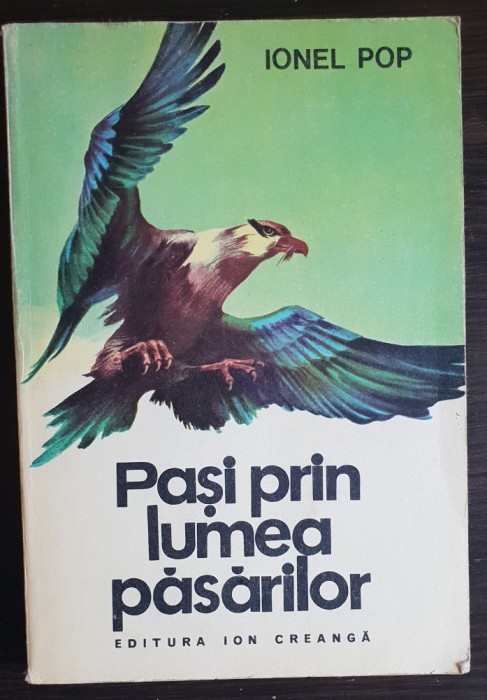 IONEL POP
Pași prin
lumea
păsărilor
EDITURA ION CREANGĂ